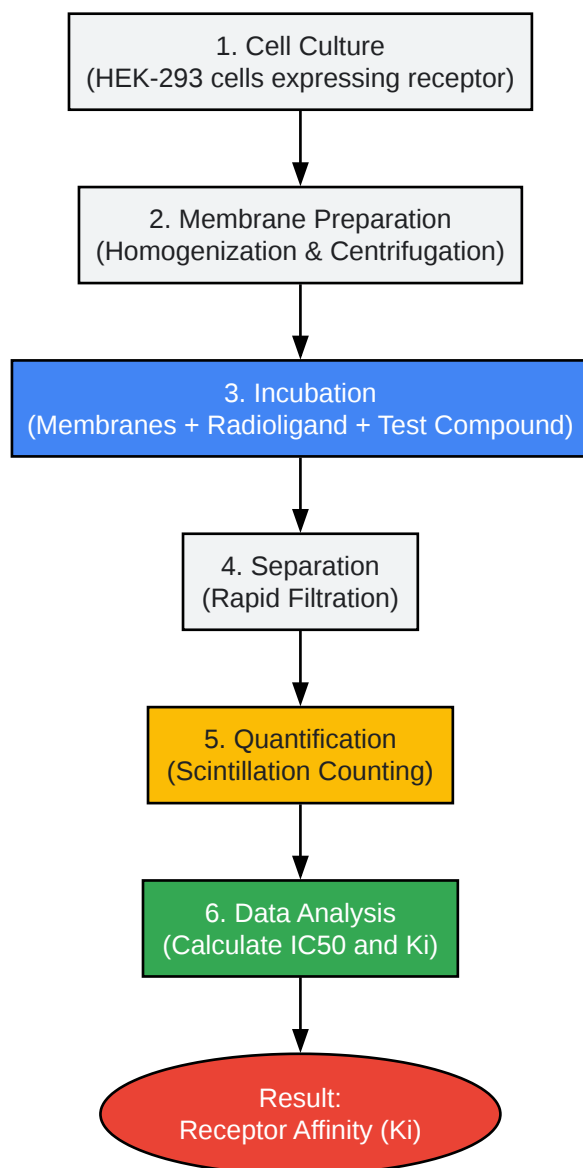 1. Cell Culture
(HEK-293 cells expressing receptor)
2. Membrane Preparation
(Homogenization & Centrifugation)
3. Incubation
(Membranes + Radioligand + Test Compound)
4. Separation
(Rapid Filtration)
5. Quantification
(Scintillation Counting)
6. Data Analysis
(Calculate IC50 and Ki)
Result:
Receptor Affinity (Ki)